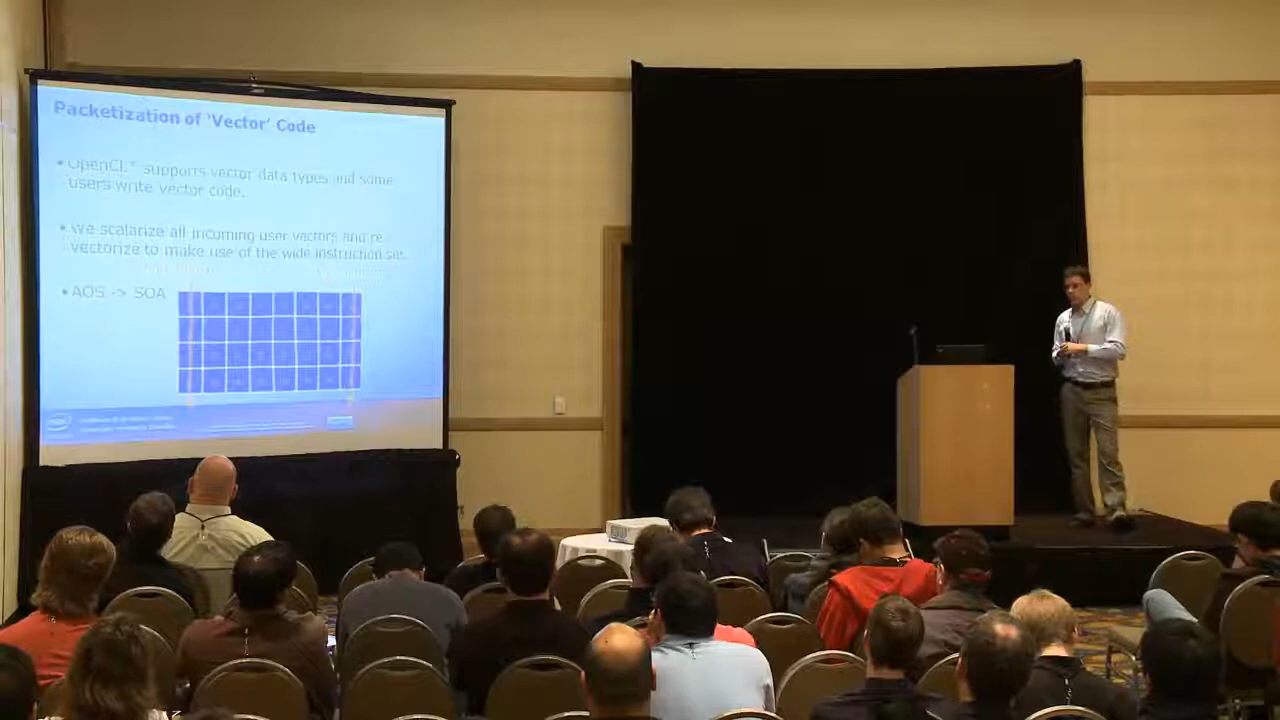 Packetization of 'Vector' Code
• OpenCL* supports vector data types and some
users write vector code.
• We scalarize all incoming user vectors and re-
vectorize to make use of the wide instruction set.
• AOS -> SOA
intel